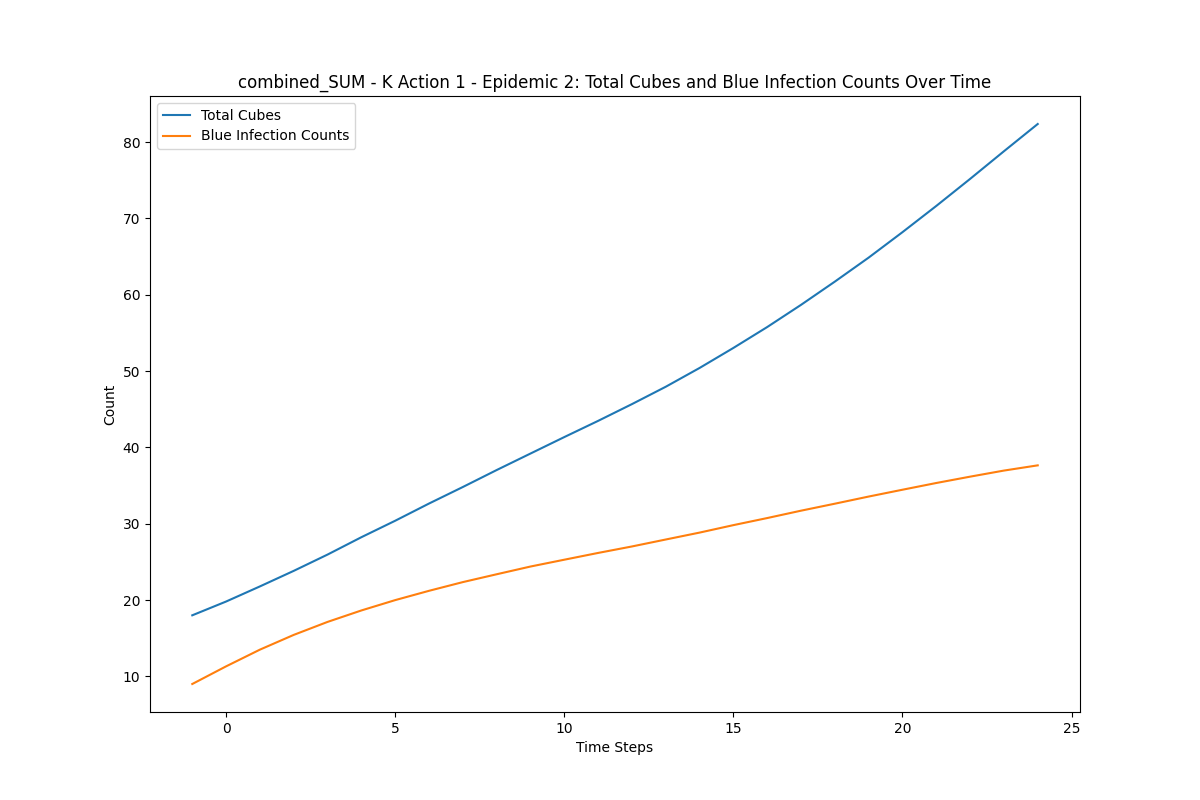 combined_SUM - K Action 1 - Epidemic 2: Total Cubes and Blue Infection Counts Over Time
Total Cubes
Blue Infection Counts
80
70
60
50
40
30
20
10
Count
0 5 10 15 20 25
Time Steps